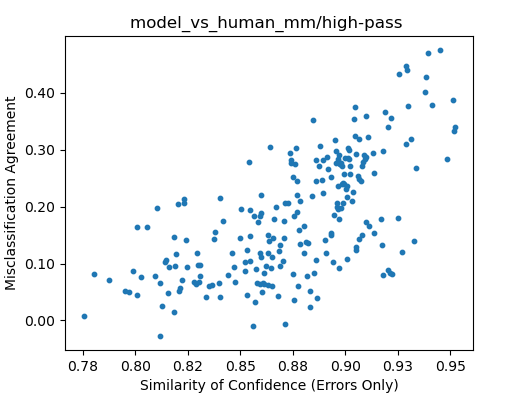 model_vs_human_mm/high-pass
Misclassification Agreement
0.40
0.30
0.20
0.10
0.00
0.78 0.80 0.82 0.85 0.88 0.90 0.93 0.95
Similarity of Confidence (Errors Only)